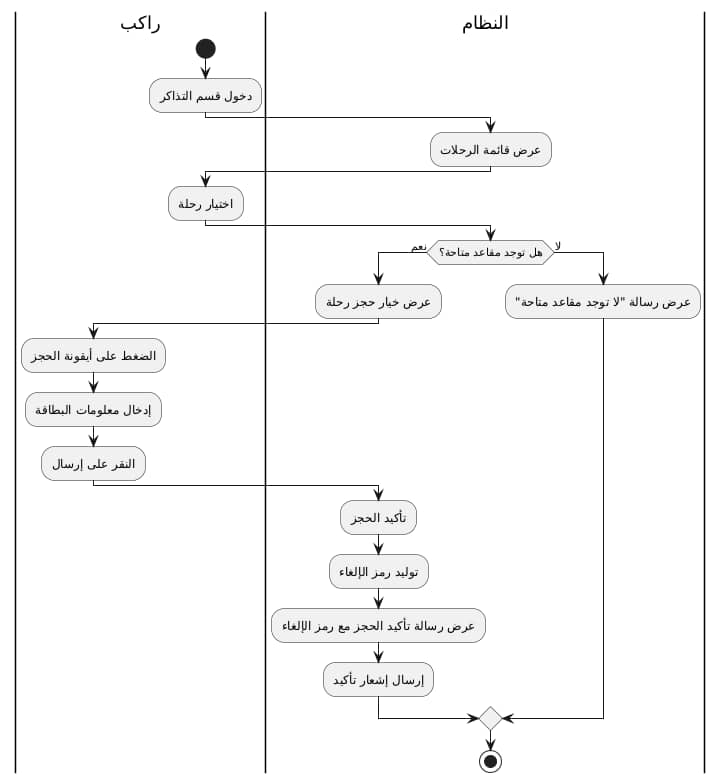 راكب
النظام
دخول قسم التذاكر
عرض قائمة الرحلات
اختيار رحلة
هل توجد مقاعد متاحة؟
نعم
لا
عرض خيار حجز رحلة
عرض رسالة "لا توجد مقاعد متاحة"
الضغط على أيقونة الحجز
إدخال معلومات البطاقة
النقر على إرسال
تأكيد الحجز
توليد رمز الإلغاء
عرض رسالة تأكيد الحجز مع رمز الإلغاء
إرسال إشعار تأكيد